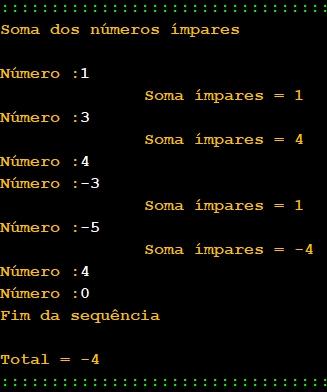 ::::::::::::::::::::::::::::::::
Soma dos números ímpares
Número :1
Soma ímpares = 1
Número :3
Soma ímpares = 4
Número :4
Número :-3
Soma ímpares = 1
Número :-5
Soma ímpares = -4
Número :4
Número :0
Fim da sequência
Total = -4
::::::::::::::::::::::::::::::::